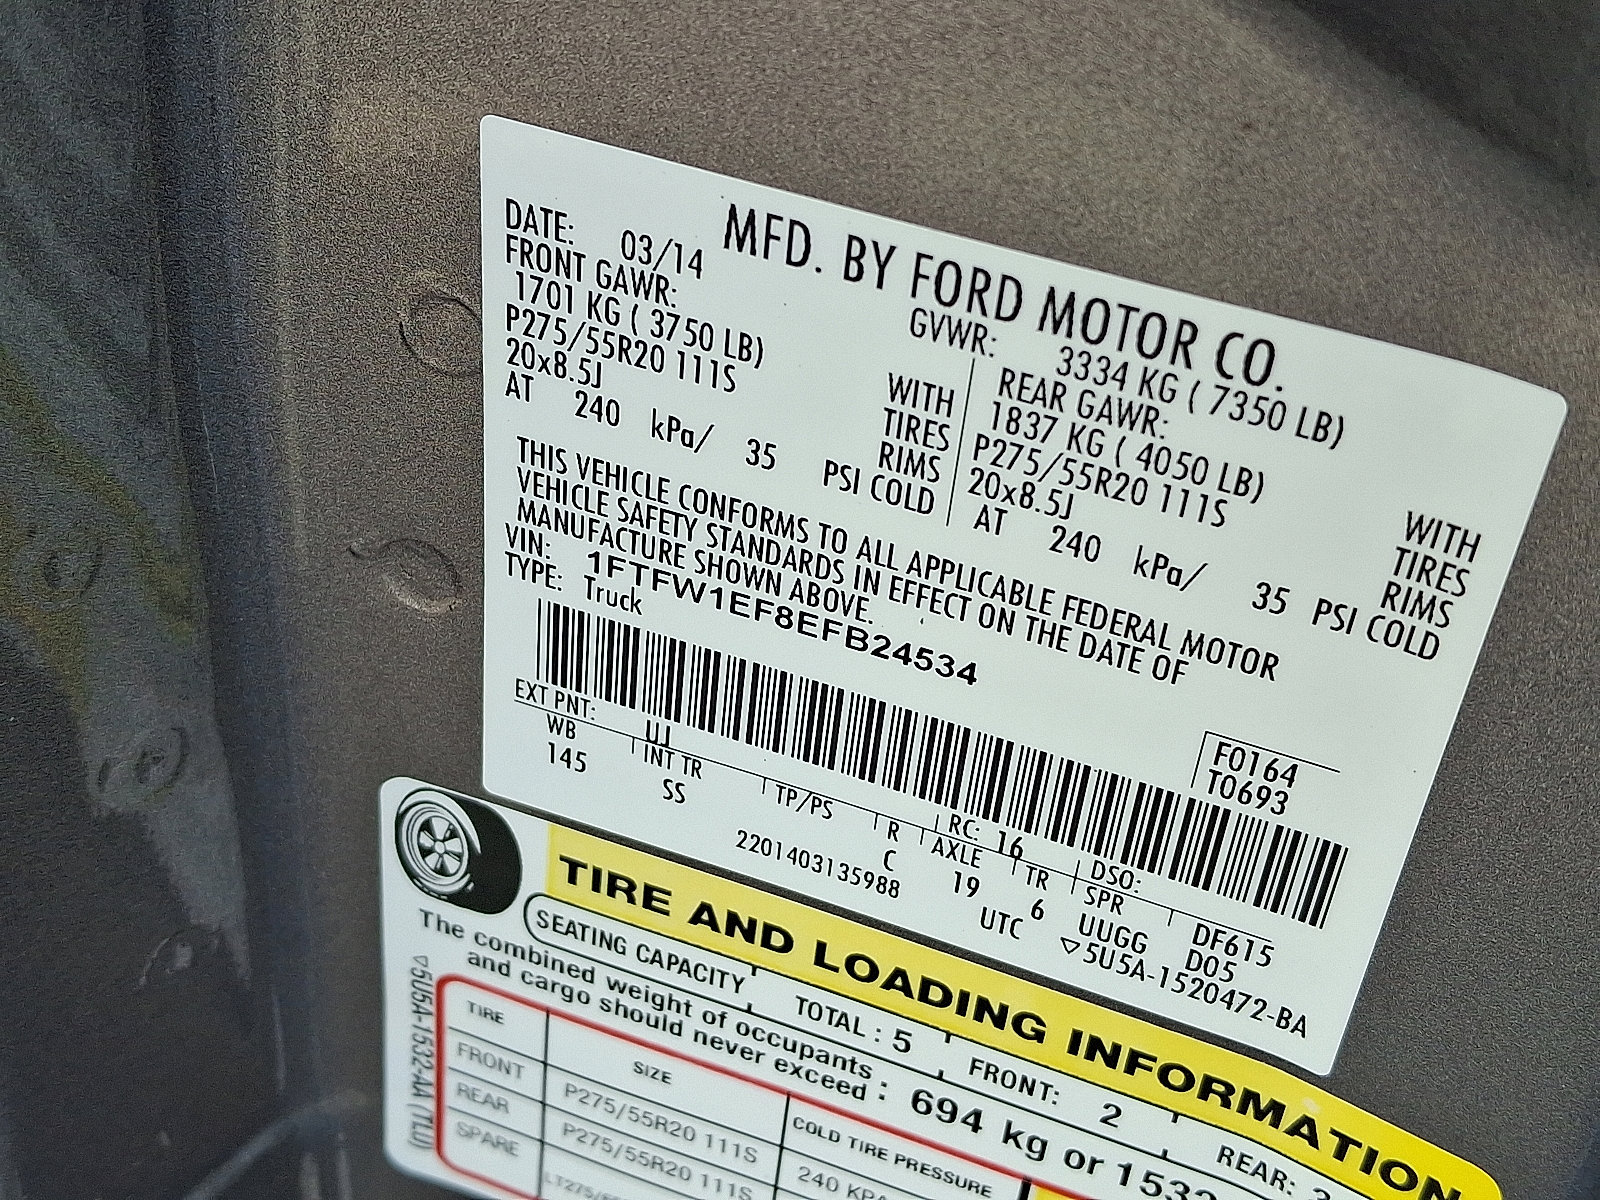 MFD. BY FORD MOTOR CO.
DATE: 03/14
GVWR: 3334 KG ( 7350 LB)
FRONT GAWR:
1701 KG ( 3750 LB) WITH
P275/55R20 111S TIRES
20x8.5J RIMS
AT 240 kPa/ 35 PSI COLD
REAR GAWR:
1837 KG ( 4050 LB) WITH
P275/55R20 111S TIRES
20x8.5J RIMS
AT 240 kPa/ 35 PSI COLD
THIS VEHICLE CONFORMS TO ALL APPLICABLE FEDERAL MOTOR
VEHICLE SAFETY STANDARDS IN EFFECT ON THE DATE OF
MANUFACTURE SHOWN ABOVE.
VIN: 1FTFW1EF8EFB24534
TYPE: Truck
F0164
T0693
EXT PNT: UJ RC: 16 DSO:
WB INT TR TP/PS R AXLE TR SPR DF615
145 SS C 19 6 UUGG D05
2201403135988 UTC ▽5U5A-1520472-BA
TIRE AND LOADING INFORMATION
SEATING CAPACITY TOTAL : 5 FRONT: 2 REAR:
The combined weight of occupants
and cargo should never exceed : 694 kg or
TIRE SIZE COLD TIRE PRESSURE
FRONT P275/55R20 111S 240
REAR P275/55R20 111S
SPARE
▽5U5A-1532-AA (TLU)